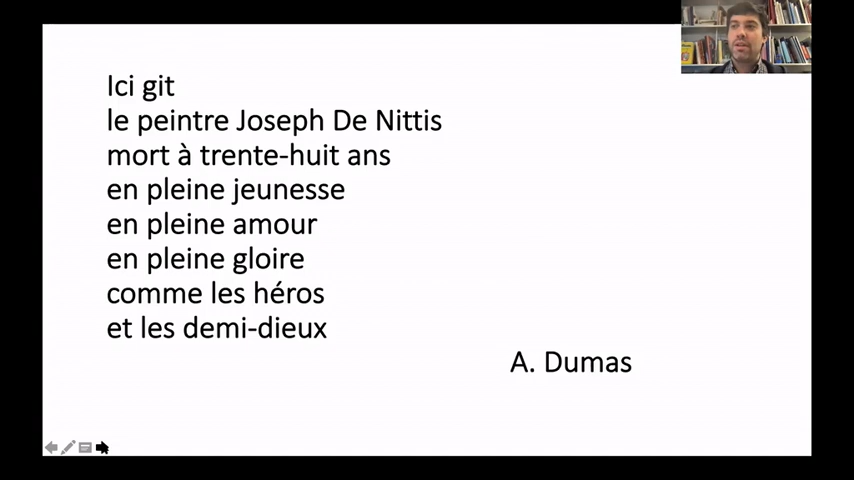 Ici git
le peintre Joseph De Nittis
mort à trente-huit ans
en pleine jeunesse
en pleine amour
en pleine gloire
comme les héros
et les demi-dieux
A. Dumas